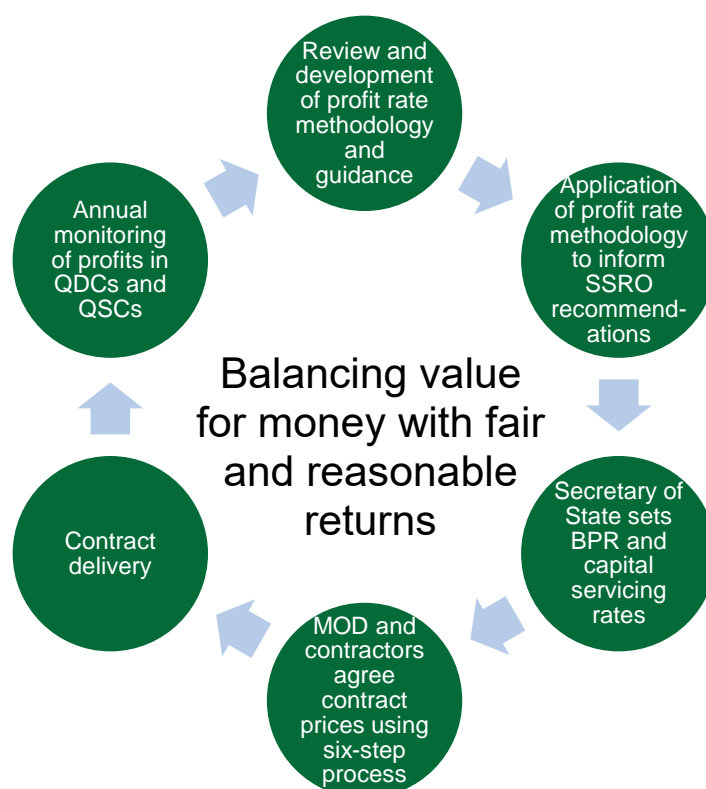 Review and
development
of profit rate
methodology
and
guidance
Application
of profit rate
methodology
to inform
SSRO
recommend-
ations
Secretary of
State sets
BPR and
capital
servicing
rates
MOD and
contractors
agree
contract
prices using
six-step
process
Contract
delivery
Annual
monitoring
of profits in
QDCs and
QSCs
Balancing value
for money with fair
and reasonable
returns